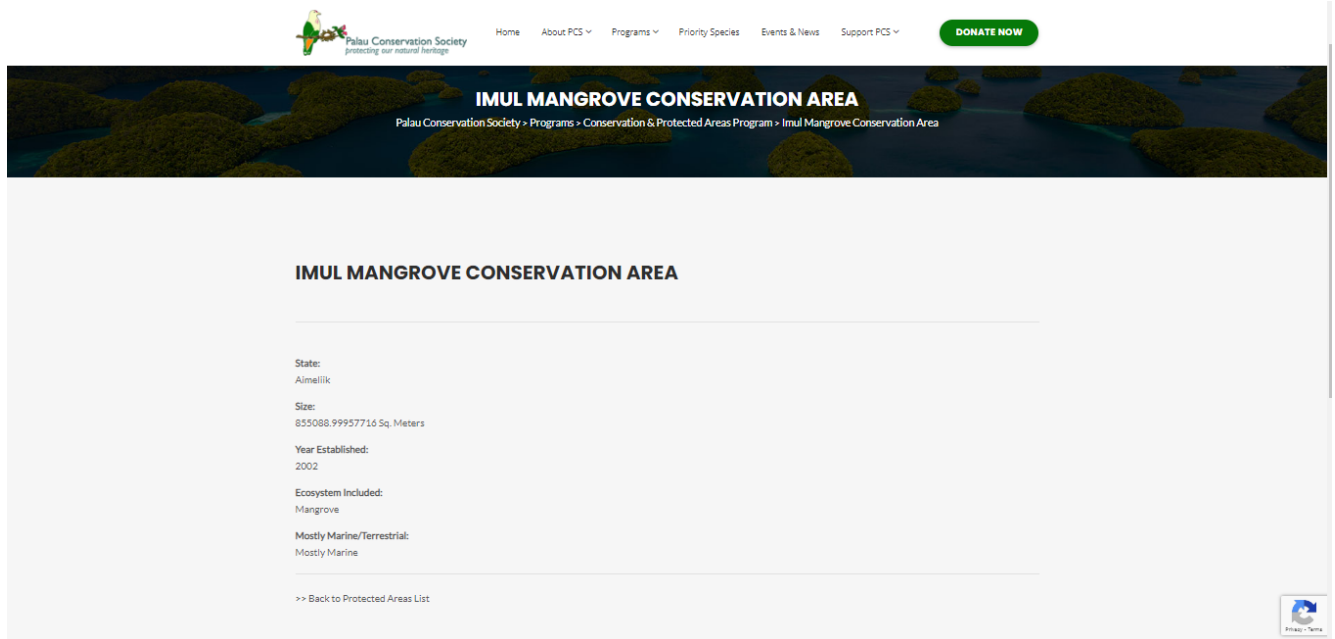 Palau Conservation Society
protecting our natural heritage
Home About PCS Programs Priority Species Events & News Support PCS DONATE NOW
IMUL MANGROVE CONSERVATION AREA
Palau Conservation Society > Programs > Conservation & Protected Areas Program > Imul Mangrove Conservation Area
IMUL MANGROVE CONSERVATION AREA
State:
Aimeliik
Size:
855088.99957716 Sq. Meters
Year Established:
2002
Ecosystem Included:
Mangrove
Mostly Marine/Terrestrial:
Mostly Marine
>> Back to Protected Areas List
Privacy - Terms